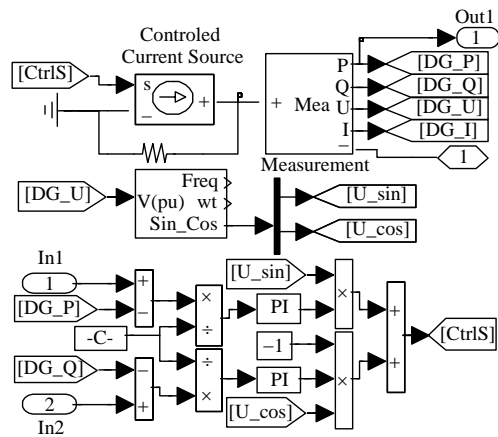 Out1
1
Controled
Current Source
[CtrlS]
s
+
−
+
Mea
P
Q
U
I
−
[DG_P]
[DG_Q]
[DG_U]
[DG_I]
1
Measurement
[DG_U]
Freq
V(pu) wt
Sin_Cos
[U_sin]
[U_cos]
In1
1
[DG_P]
-C-
[DG_Q]
2
In2
+
−
−
+
×
÷
÷
×
[U_sin]
PI
−1
PI
[U_cos]
×
×
+
+
[CtrlS]